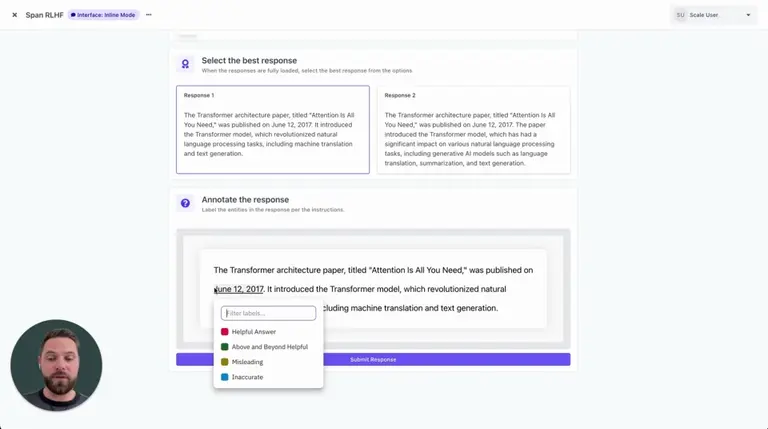 Span RLHF
Interface: Inline Mode
SU
Scale User
Select the best response
When the responses are fully loaded, select the best response from the options
Response 1
The Transformer architecture paper, titled "Attention Is All
You Need," was published on June 12, 2017. It introduced
the Transformer model, which revolutionized natural
language processing tasks, including machine translation
and text generation.
Response 2
The Transformer architecture paper, titled "Attention Is All
You Need," was published on June 12, 2017. The paper
introduced the Transformer model, which has had a
significant impact on various natural language processing
tasks, including generative AI models such as language
translation, summarization, and text generation.
Annotate the response
Label the entities in the response per the instructions.
The Transformer architecture paper, titled "Attention Is All You Need," was published on
June 12, 2017. It introduced the Transformer model, which revolutionized natural
cluding machine translation and text generation.
Filter labels...
Helpful Answer
Above and Beyond Helpful
Misleading
Inaccurate
Submit Response